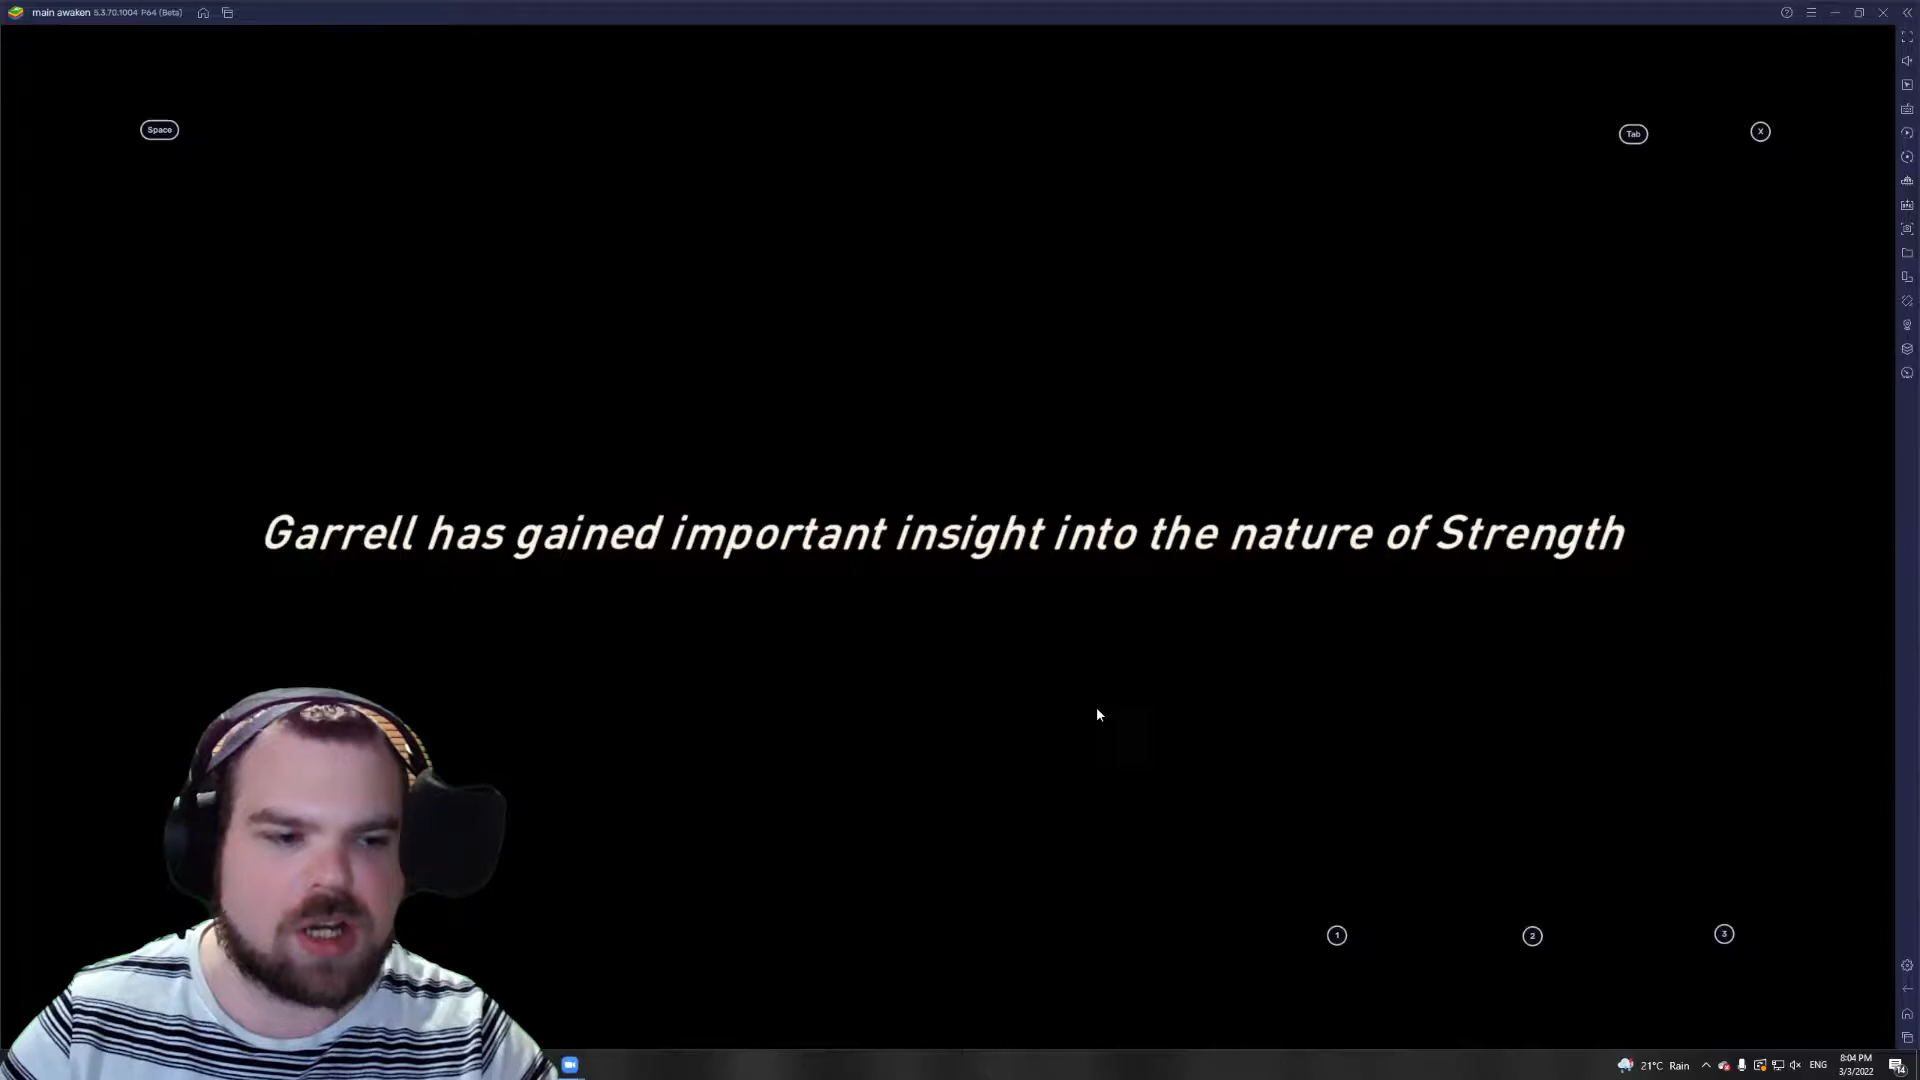 main awaken 5.3.70.1004 P64 (Beta)
Space
Tab
X
Garrell has gained important insight into the nature of Strength
1
2
3
21°C Rain
ENG
8:04 PM
3/3/2022
14